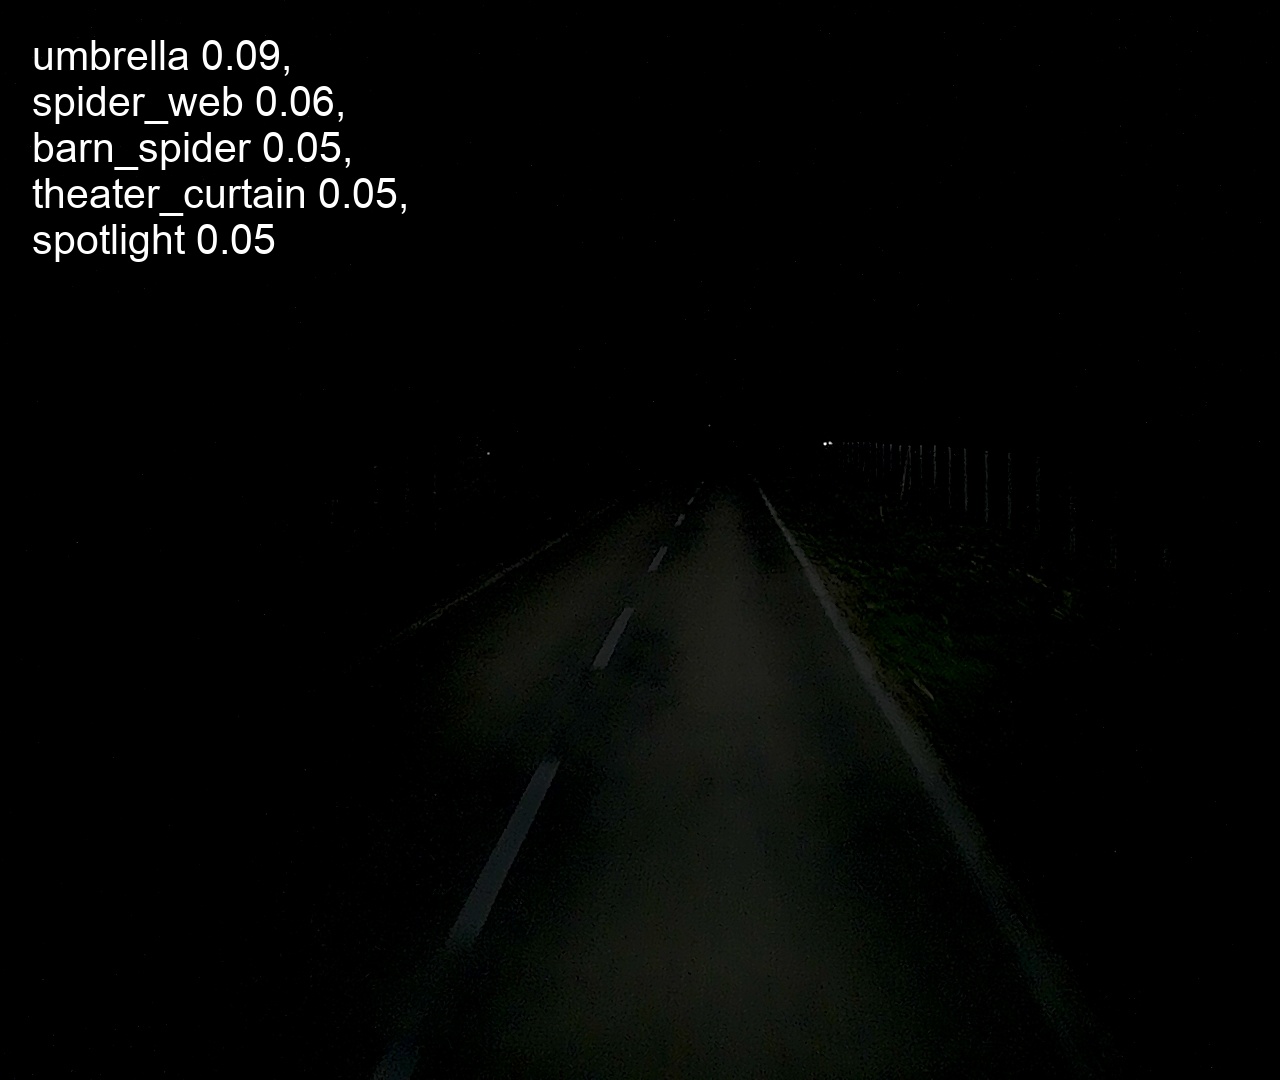 umbrella 0.09,
spider_web 0.06,
barn_spider 0.05,
theater_curtain 0.05,
spotlight 0.05